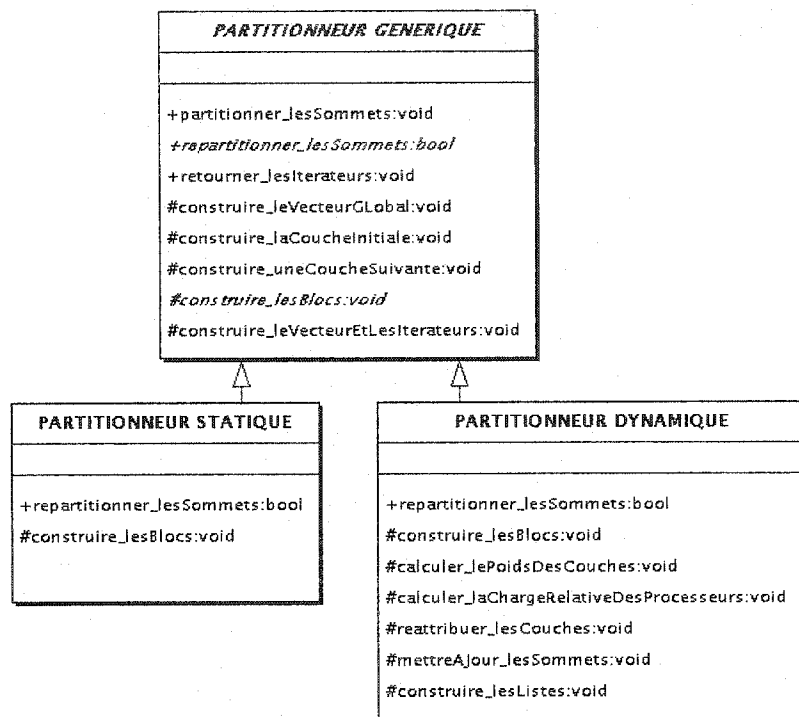 PARTITIONNEUR GENERIQUE
+partitionner_lesSommets:void
+repartitionner_lesSommets:bool
+retourner_lesIterateurs:void
#construire_leVecteurGLobal:void
#construire_laCoucheInitiale:void
#construire_uneCoucheSuivante:void
#construire_lesBlocs:void
#construire_leVecteurEtLesIterateurs:void
PARTITIONNEUR STATIQUE
+repartitionner_lesSommets:bool
#construire_lesBlocs:void
PARTITIONNEUR DYNAMIQUE
+repartitionner_lesSommets:bool
#construire_lesBlocs:void
#calculer_lePoidsDesCouches:void
#calculer_laChargeRelativeDesProcesseurs:void
#reattribuer_lesCouches:void
#mettreAJour_lesSommets:void
#construire_lesListes:void